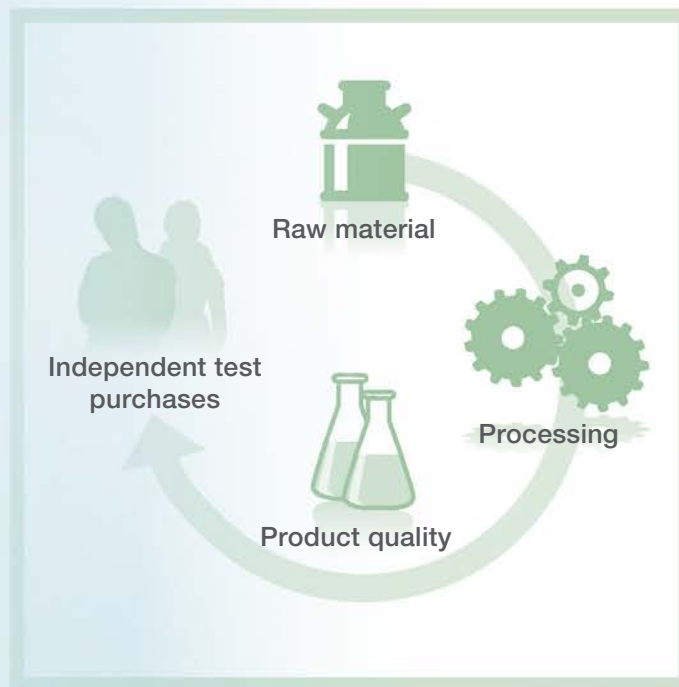 Raw material
Independent test
purchases
Processing
Product quality